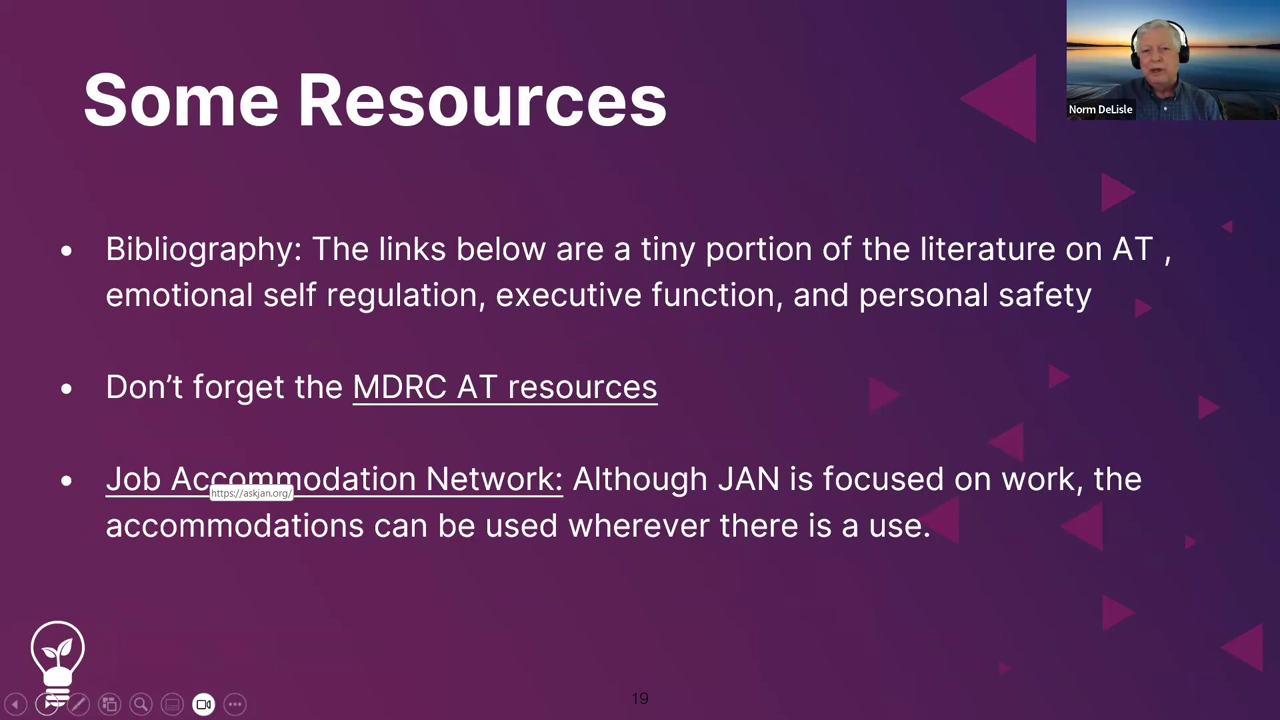 Some Resources
Norm DeLisle
• Bibliography: The links below are a tiny portion of the literature on AT ,
emotional self regulation, executive function, and personal safety
• Don’t forget the MDRC AT resources
• Job Accommodation Network: Although JAN is focused on work, the
https://askjan.org/
accommodations can be used wherever there is a use.
19